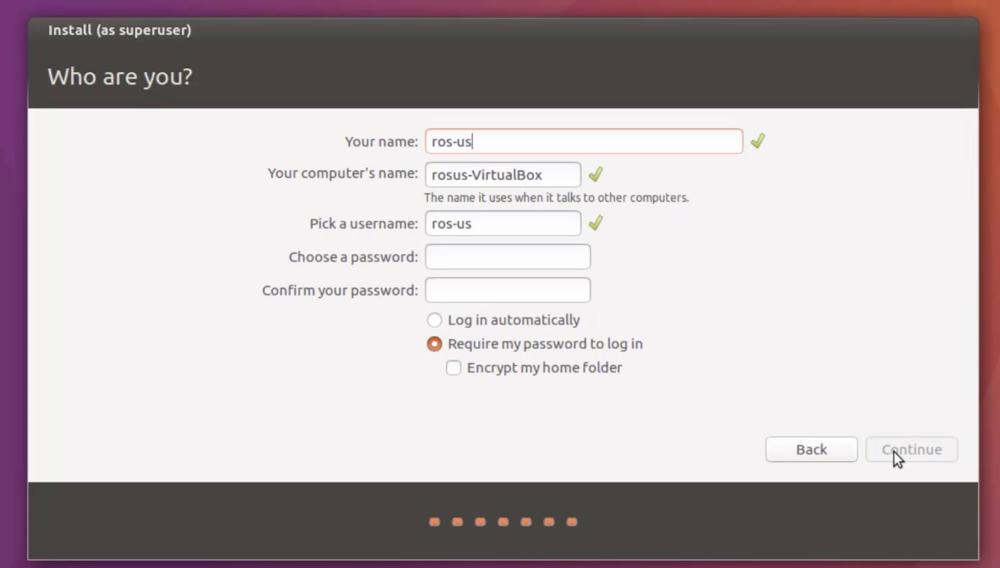 Install (as superuser)
Who are you?
Your name: ros-us
Your computer's name: rosus-VirtualBox
The name it uses when it talks to other computers.
Pick a username: ros-us
Choose a password:
Confirm your password:
Log in automatically
Require my password to log in
Encrypt my home folder
Back Continue